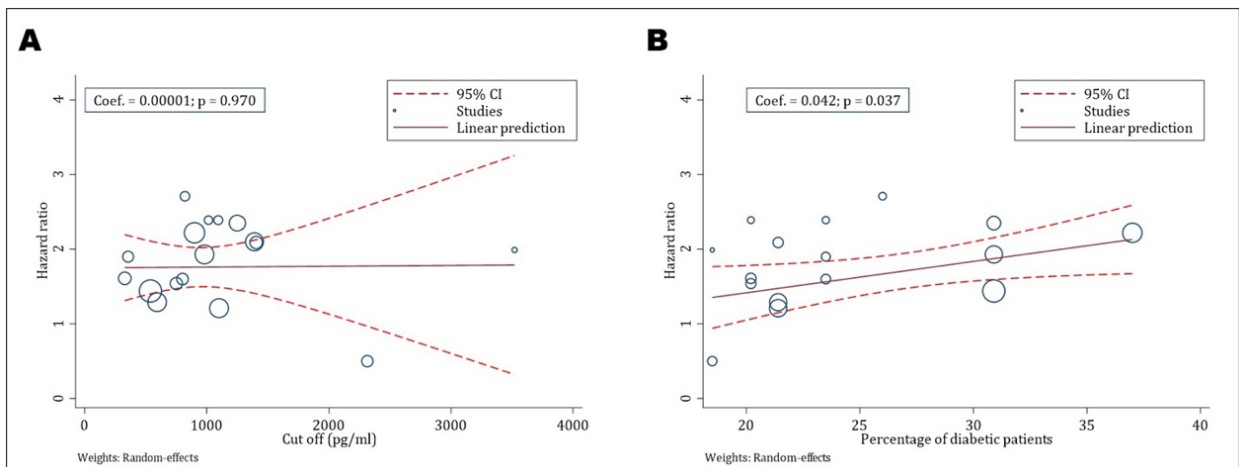 A
Coef. = 0.00001; p = 0.970
95% CI
Studies
Linear prediction
4
3
2
1
0
Hazard ratio
0
1000
2000
3000
4000
Cut off (pg/ml)
Weights: Random-effects
B
Coef. = 0.042; p = 0.037
95% CI
Studies
Linear prediction
4
3
2
1
0
Hazard ratio
20
25
30
35
40
Percentage of diabetic patients
Weights: Random-effects